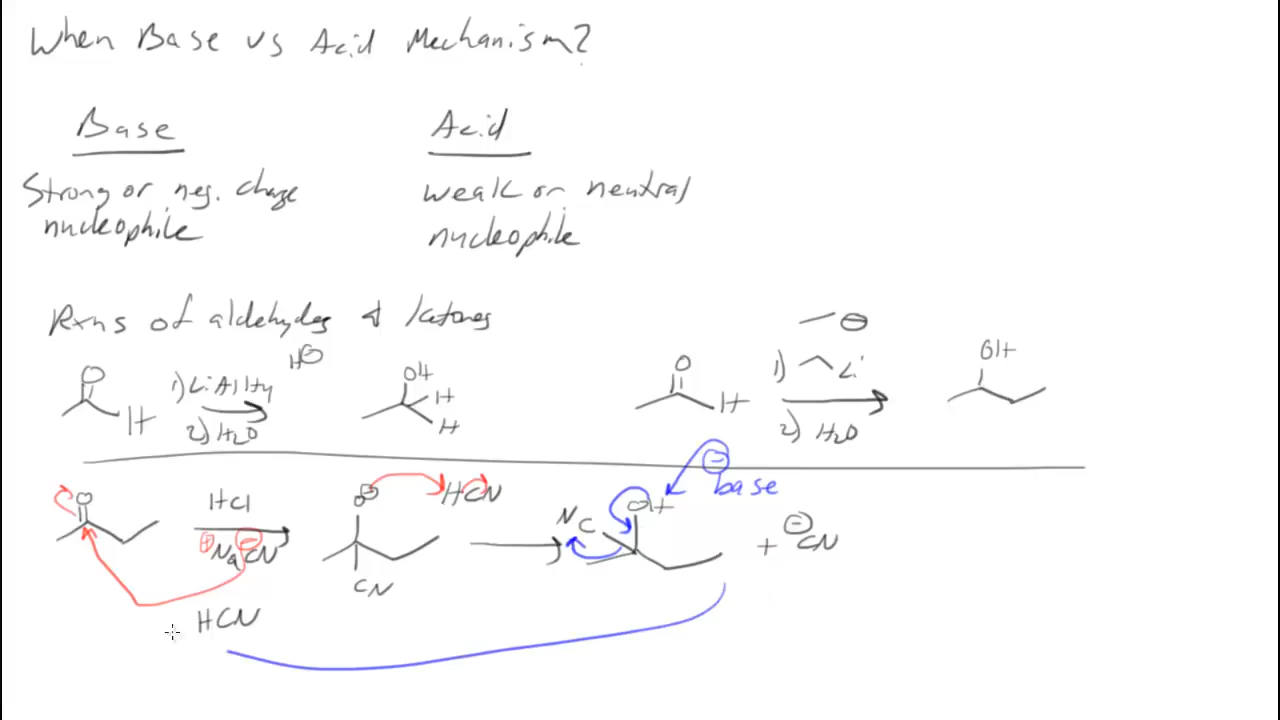 When Base vs Acid Mechanism?
Base Acid
Strong or neg. charge weak or neutral
nucleophile nucleophile
Rxns of aldehydes & ketones
H⊖ ⊖
O 1) LiAlH4 OH H O 1) Li OH
H 2) H2O H H 2) H2O
⊖ base
O HCl O⊖ HCN NC OH
⊕NaCN⊖ + ⊖CN
CN
HCN